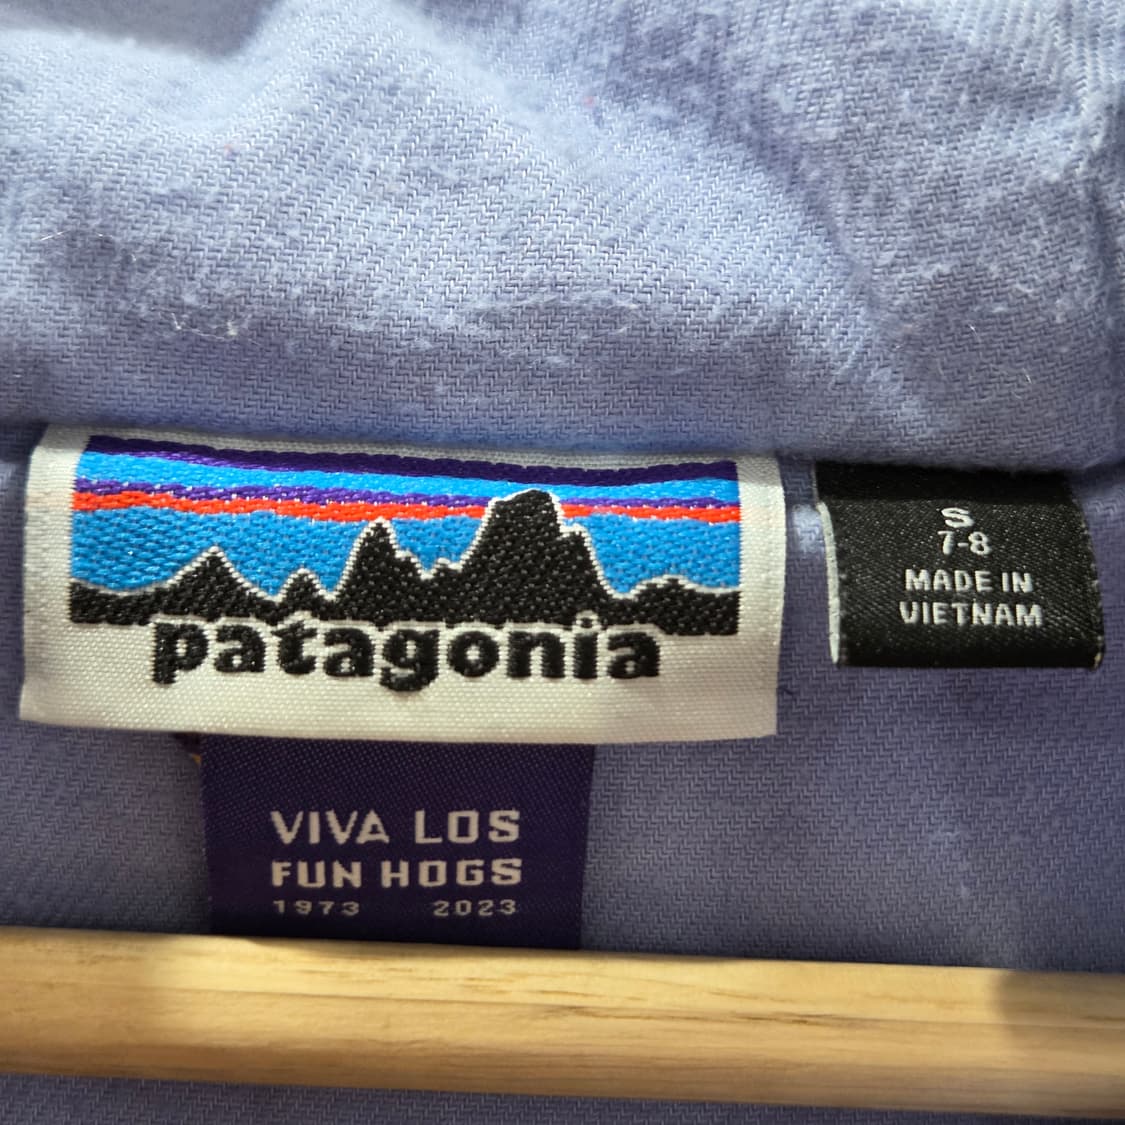 patagonia
S
7-8
MADE IN
VIETNAM
VIVA LOS
FUN HOGS
1973 2023